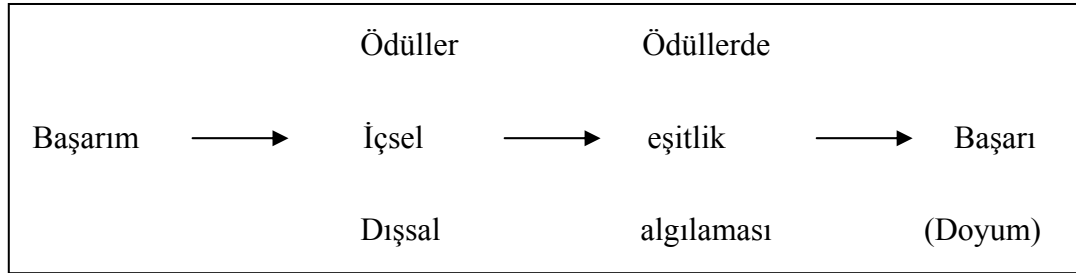 Ödüller Ödüllerde
Başarım İçsel eşitlik Başarı
Dışsal algılaması (Doyum)